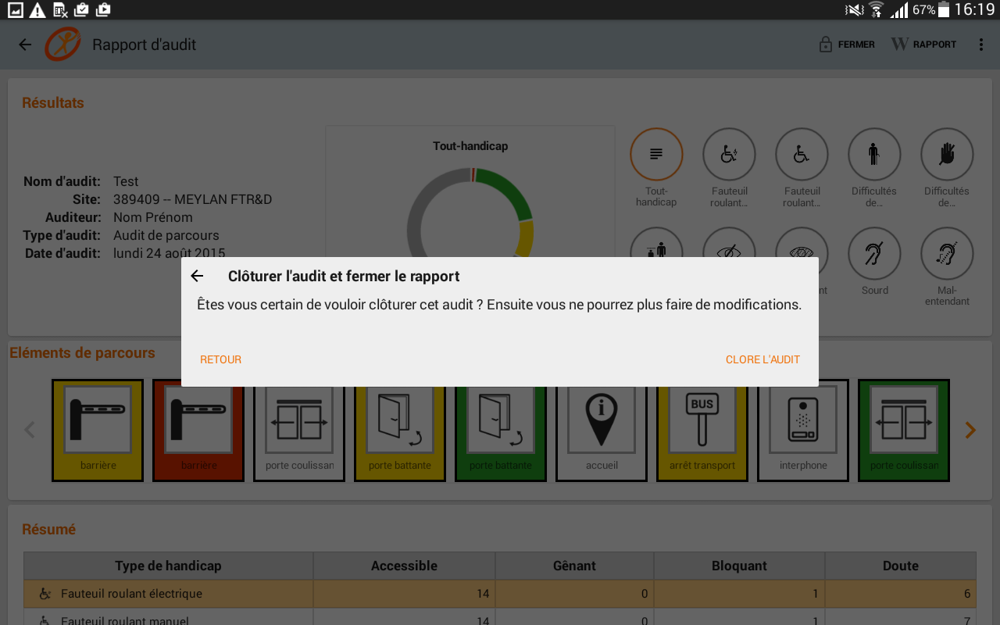 67% 16:19
Rapport d'audit
FERMER
W RAPPORT
Résultats
Nom d'audit: Test
Site: 389409 -- MEYLAN FTR&D
Auditeur: Nom Prénom
Type d'audit: Audit de parcours
Date d'audit: lundi 24 août 2015
Tout-handicap
Tout-
handicap
Fauteuil
roulant...
Fauteuil
roulant...
Difficultés
de...
Difficultés
de...
Sourd
Mal-
entendant
Clôturer l'audit et fermer le rapport
Êtes vous certain de vouloir clôturer cet audit ? Ensuite vous ne pourrez plus faire de modifications.
RETOUR
CLORE L'AUDIT
Eléments de parcours
barrière
barrière
porte coulissan
porte battante
porte battante
accueil
BUS
arrêt transport
interphone
porte coulissan
Résumé
Type de handicap Accessible Gênant Bloquant Doute
Fauteuil roulant électrique 14 0 1 6
Fauteuil roulant manuel 14 0 1 7